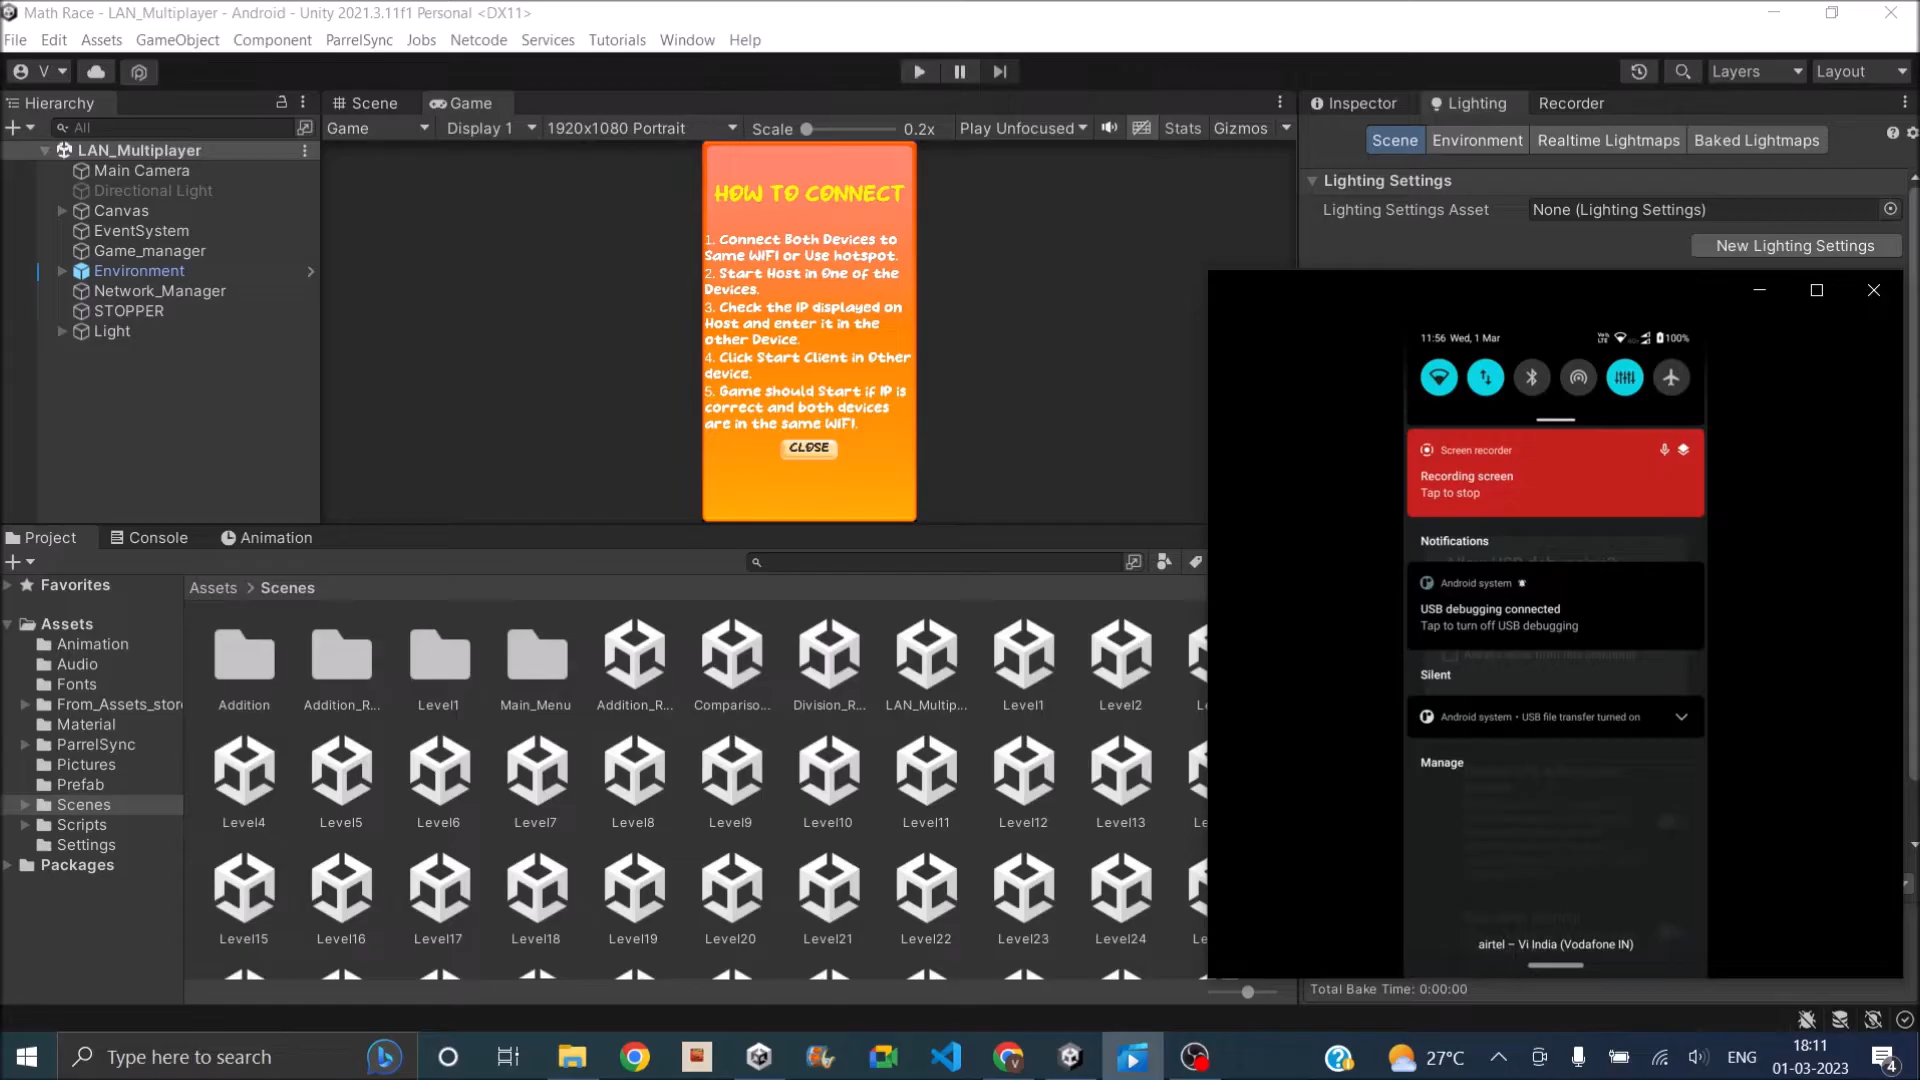 Math Race - LAN_Multiplayer - Android - Unity 2021.3.11f1 Personal <DX11>
File Edit Assets GameObject Component ParrelSync Jobs Netcode Services Tutorials Window Help
V
Layers
Layout
Hierarchy
All
LAN_Multiplayer
Main Camera
Directional Light
Canvas
EventSystem
Game_manager
Environment
Network_Manager
STOPPER
Light
Scene Game
Game Display 1 1920x1080 Portrait Scale 0.2x Play Unfocused Stats Gizmos
HOW TO CONNECT
1. Connect Both Devices to
Same WIFI or Use hotspot.
2. Start Host in One of the
Devices.
3. Check the IP displayed on
Host and enter it in the
other Device.
4. Click Start Client in Other
device.
5. Game should Start if IP is
correct and both devices
are in the same WIFI.
CLOSE
Inspector Lighting Recorder
Scene Environment Realtime Lightmaps Baked Lightmaps
Lighting Settings
Lighting Settings Asset None (Lighting Settings)
New Lighting Settings
11:56 Wed, 1 Mar
100%
Screen recorder
Recording screen
Tap to stop
Notifications
Android system
USB debugging connected
Tap to turn off USB debugging
Silent
Android system • USB file transfer turned on
Manage
airtel – Vi India (Vodafone IN)
Total Bake Time: 0:00:00
Project Console Animation
Favorites
Assets
Animation
Audio
Fonts
From_Assets_store
Material
ParrelSync
Pictures
Prefab
Scenes
Scripts
Settings
Packages
Assets > Scenes
Addition Addition_R... Level1 Main_Menu Addition_R... Compariso... Division_R... LAN_Multip... Level1 Level2
Level4 Level5 Level6 Level7 Level8 Level9 Level10 Level11 Level12 Level13
Level15 Level16 Level17 Level18 Level19 Level20 Level21 Level22 Level23 Level24
Type here to search
27°C
ENG
18:11
01-03-2023
4